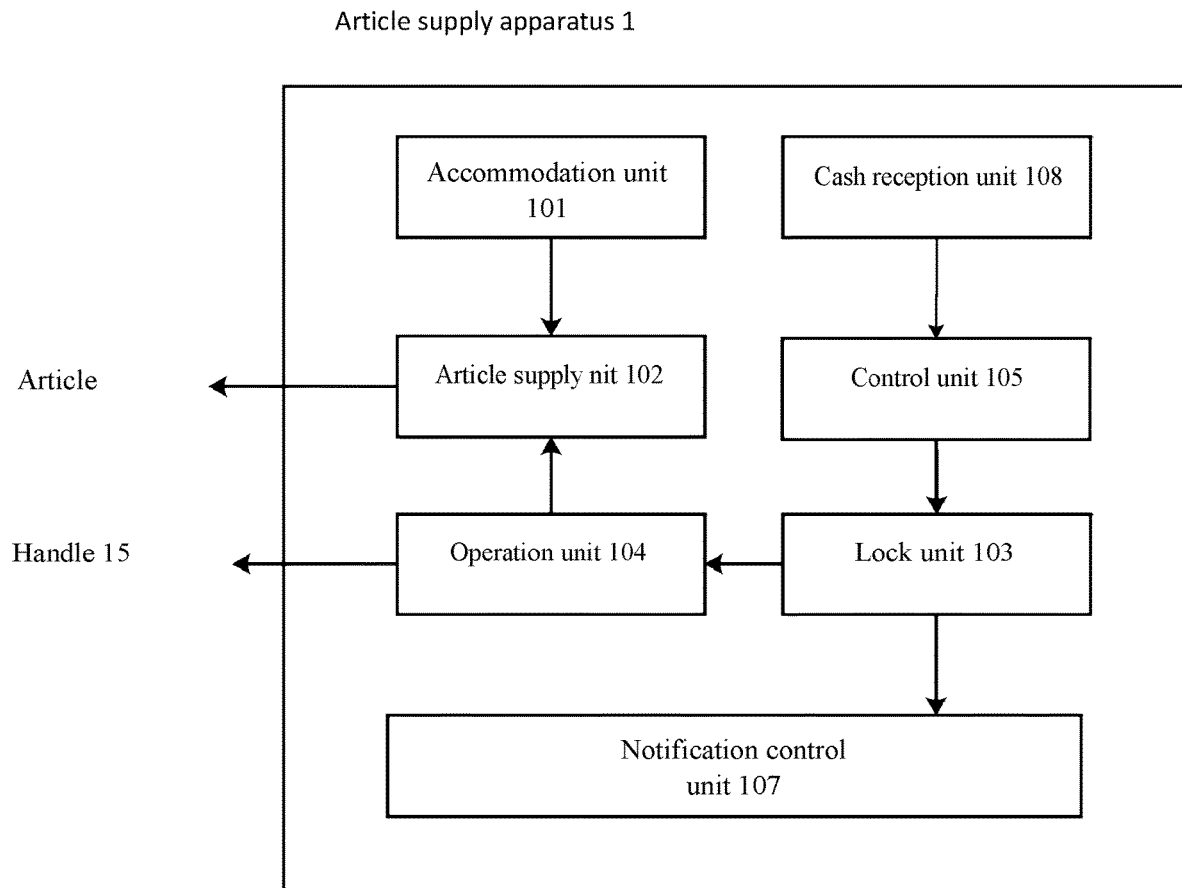 Article supply apparatus 1
Accommodation unit
101
Cash reception unit 108
Article
Article supply nit 102
Control unit 105
Handle 15
Operation unit 104
Lock unit 103
Notification control
unit 107